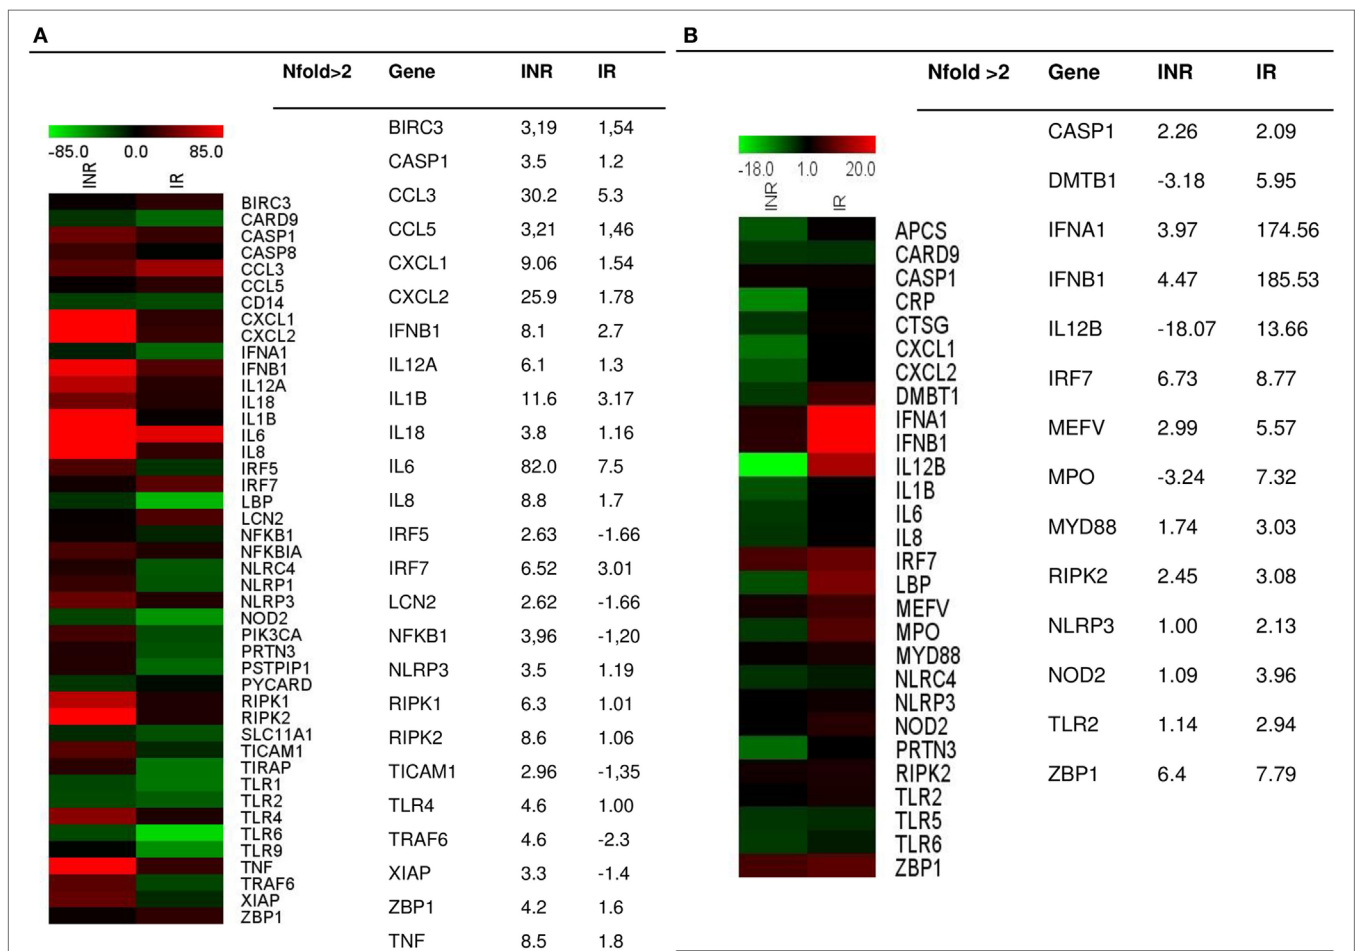 A
Nfold>2 Gene INR IR
-85.0 0.0 85.0
INR IR
BIRC3
CARD9
CASP1
CASP8
CCL3
CCL5
CD14
CXCL1
CXCL2
IFNA1
IFNB1
IL12A
IL18
IL1B
IL6
IL8
IRF5
IRF7
LBP
LCN2
NFKB1
NFKBIA
NLRC4
NLRP1
NLRP3
NOD2
PIK3CA
PRTN3
PSTPIP1
PYCARD
RIPK1
RIPK2
SLC11A1
TICAM1
TIRAP
TLR1
TLR2
TLR4
TLR6
TLR9
TNF
TRAF6
XIAP
ZBP1
BIRC3 3,19 1,54
CASP1 3.5 1.2
CCL3 30.2 5.3
CCL5 3,21 1,46
CXCL1 9.06 1.54
CXCL2 25.9 1.78
IFNB1 8.1 2.7
IL12A 6.1 1.3
IL1B 11.6 3.17
IL18 3.8 1.16
IL6 82.0 7.5
IL8 8.8 1.7
IRF5 2.63 -1.66
IRF7 6.52 3.01
LCN2 2.62 -1.66
NFKB1 3,96 -1,20
NLRP3 3.5 1.19
RIPK1 6.3 1.01
RIPK2 8.6 1.06
TICAM1 2.96 -1,35
TLR4 4.6 1.00
TRAF6 4.6 -2.3
XIAP 3.3 -1.4
ZBP1 4.2 1.6
TNF 8.5 1.8
B
Nfold >2 Gene INR IR
-18.0 1.0 20.0
INR IR
APCS
CARD9
CASP1
CRP
CTSG
CXCL1
CXCL2
DMBT1
IFNA1
IFNB1
IL12B
IL1B
IL6
IL8
IRF7
LBP
MEFV
MPO
MYD88
NLRC4
NLRP3
NOD2
PRTN3
RIPK2
TLR2
TLR5
TLR6
ZBP1
CASP1 2.26 2.09
DMTB1 -3.18 5.95
IFNA1 3.97 174.56
IFNB1 4.47 185.53
IL12B -18.07 13.66
IRF7 6.73 8.77
MEFV 2.99 5.57
MPO -3.24 7.32
MYD88 1.74 3.03
RIPK2 2.45 3.08
NLRP3 1.00 2.13
NOD2 1.09 3.96
TLR2 1.14 2.94
ZBP1 6.4 7.79